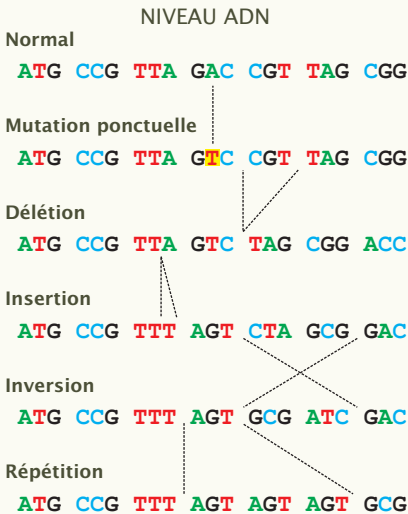 NIVEAU ADN
Normal
ATG CCG TTA GAC CGT TAG CGG
Mutation ponctuelle
ATG CCG TTA GTC CGT TAG CGG
Délétion
ATG CCG TTA GTC TAG CGG ACC
Insertion
ATG CCG TTT AGT CTA GCG GAC
Inversion
ATG CCG TTT AGT GCG ATC GAC
Répétition
ATG CCG TTT AGT AGT AGT GCG